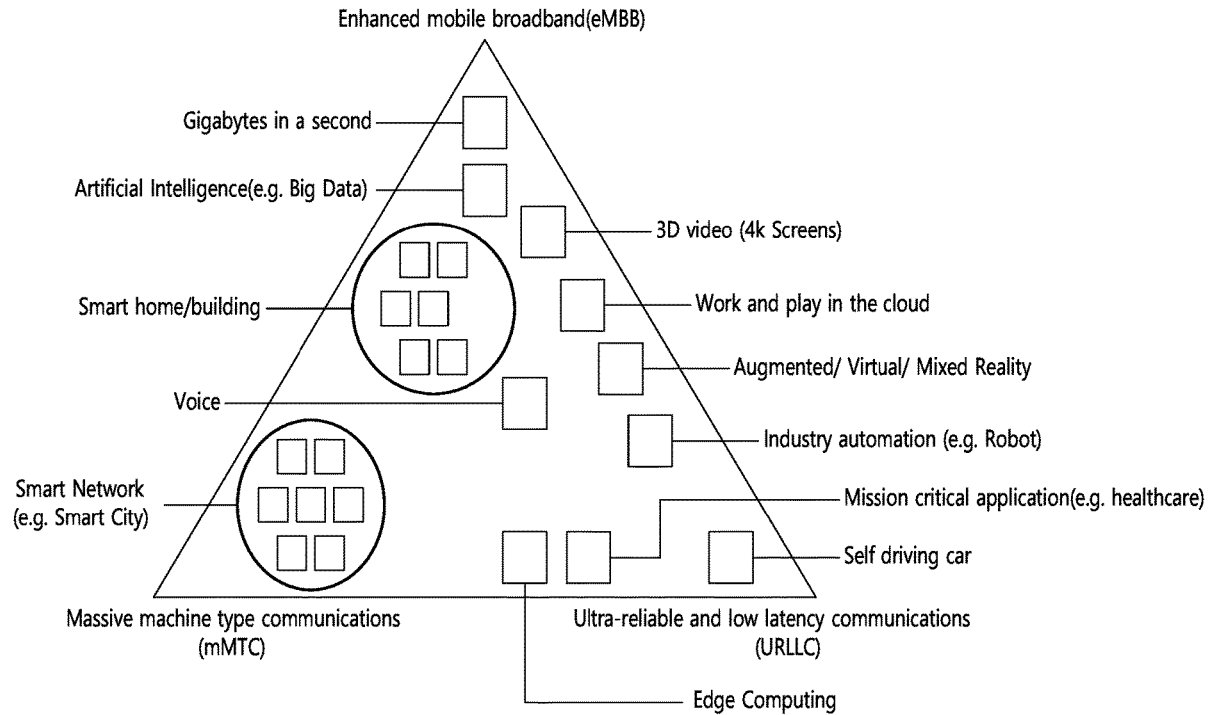 Enhanced mobile broadband(eMBB)
Gigabytes in a second
Artificial Intelligence(e.g. Big Data)
3D video (4k Screens)
Smart home/building
Work and play in the cloud
Augmented/ Virtual/ Mixed Reality
Voice
Industry automation (e.g. Robot)
Smart Network
(e.g. Smart City)
Mission critical application(e.g. healthcare)
Self driving car
Massive machine type communications
(mMTC)
Ultra-reliable and low latency communications
(URLLC)
Edge Computing